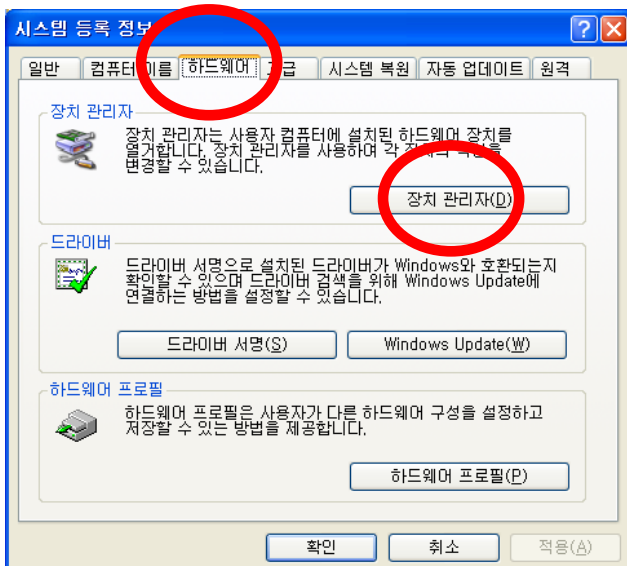 시스템 등록 정보
일반 컴퓨터 이름 하드웨어 고급 시스템 복원 자동 업데이트 원격
장치 관리자
장치 관리자는 사용자 컴퓨터에 설치된 하드웨어 장치를
열거합니다. 장치 관리자를 사용하여 각 장치의 속성을
변경할 수 있습니다.
장치 관리자(D)
드라이버
드라이버 서명으로 설치된 드라이버가 Windows와 호환되는지
확인할 수 있으며 드라이버 검색을 위해 Windows Update에
연결하는 방법을 설정할 수 있습니다.
드라이버 서명(S) Windows Update(W)
하드웨어 프로필
하드웨어 프로필은 사용자가 다른 하드웨어 구성을 설정하고
저장할 수 있는 방법을 제공합니다.
하드웨어 프로필(P)
확인 취소 적용(A)